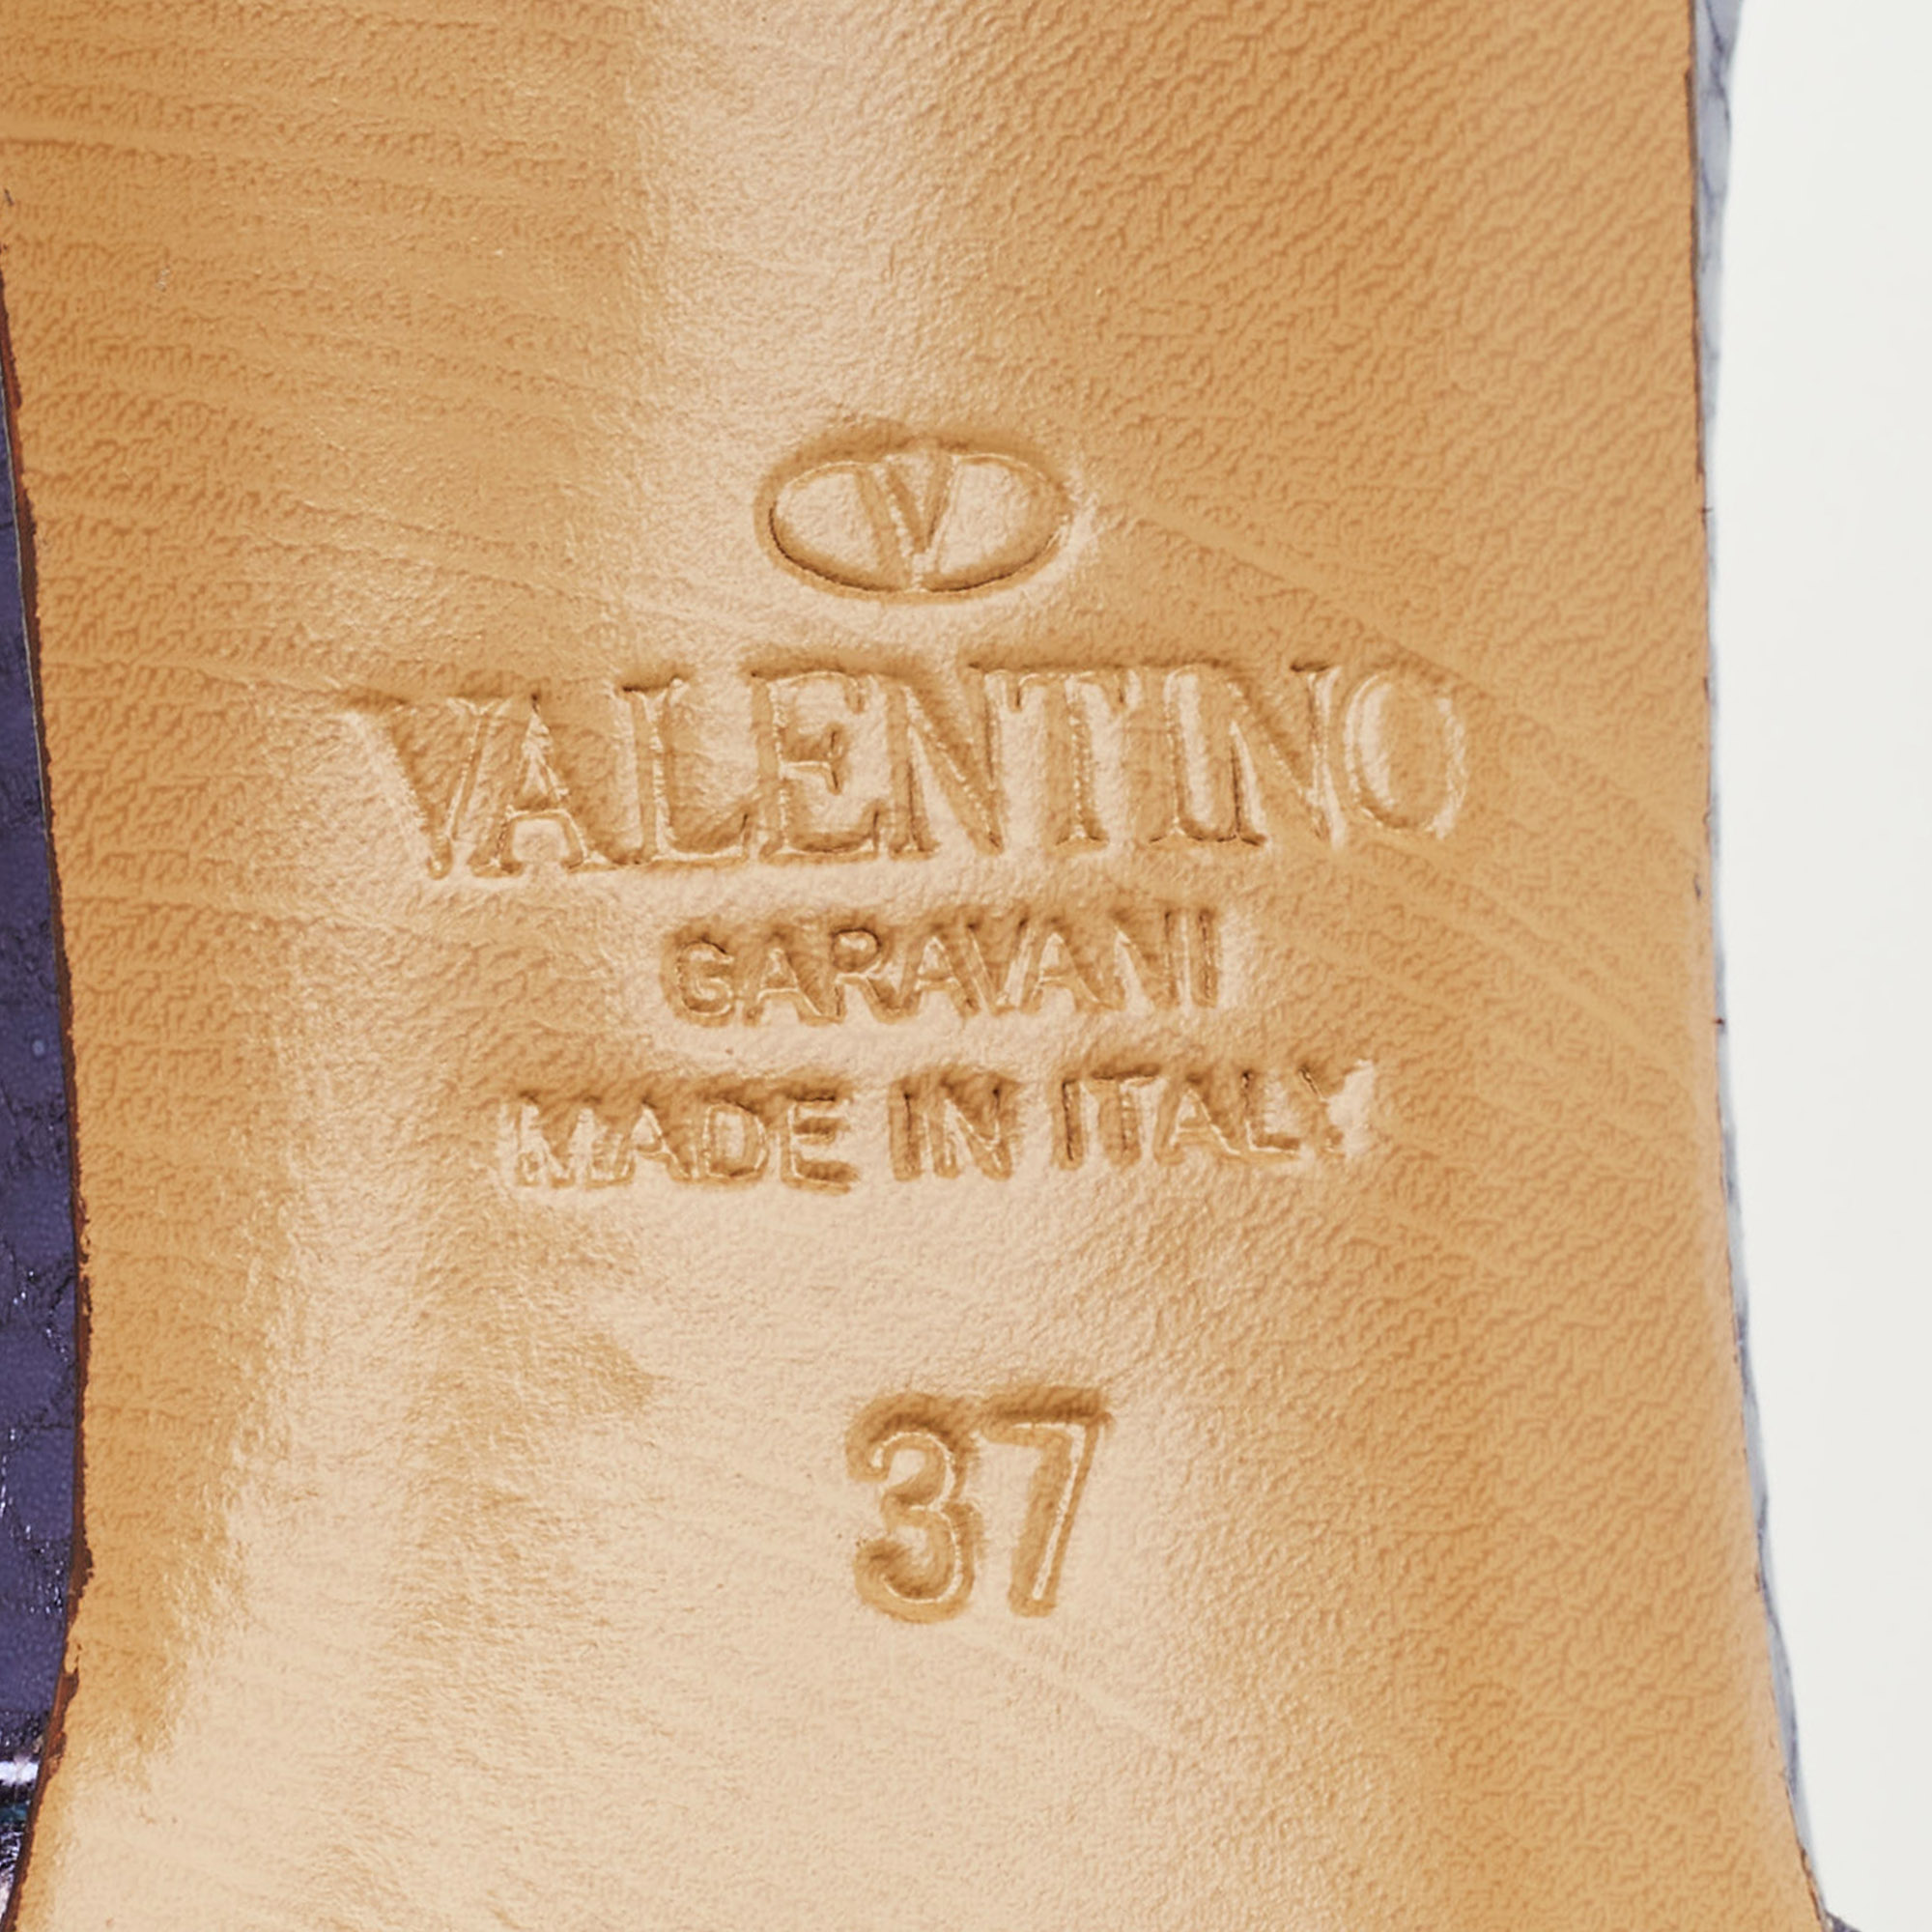 V
VALENTINO
GARAVANI
MADE IN ITALY
37